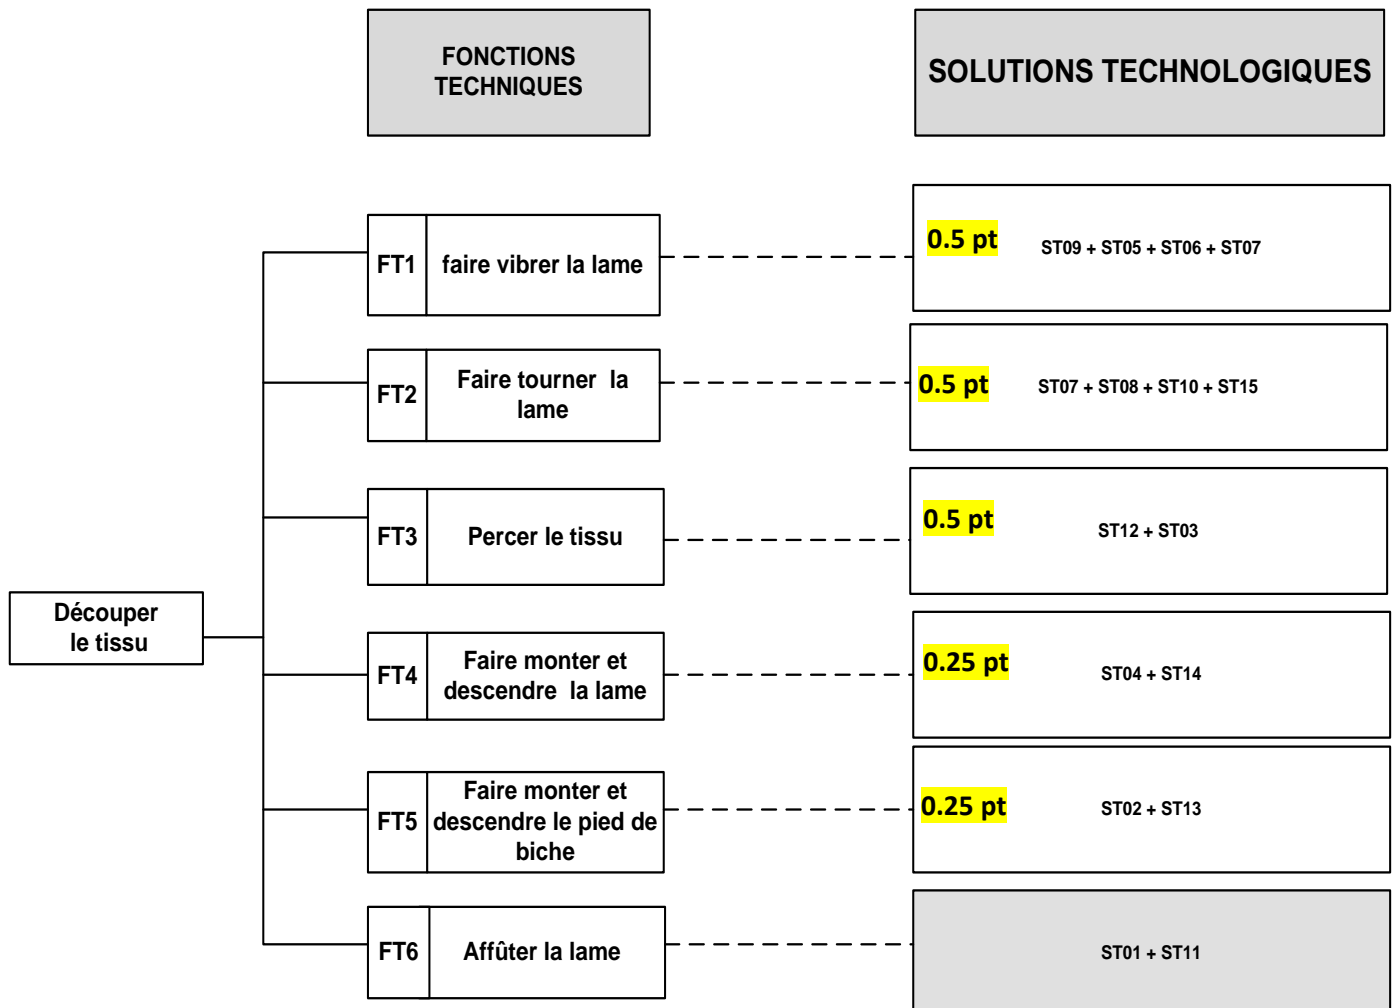 FONCTIONS
TECHNIQUES
SOLUTIONS TECHNOLOGIQUES
FT1
faire vibrer la lame
0.5 pt
ST09 + ST05 + ST06 + ST07
FT2
Faire tourner la
lame
0.5 pt
ST07 + ST08 + ST10 + ST15
FT3
Percer le tissu
0.5 pt
ST12 + ST03
Découper
le tissu
FT4
Faire monter et
descendre la lame
0.25 pt
ST04 + ST14
FT5
Faire monter et
descendre le pied de
biche
0.25 pt
ST02 + ST13
FT6
Affûter la lame
ST01 + ST11